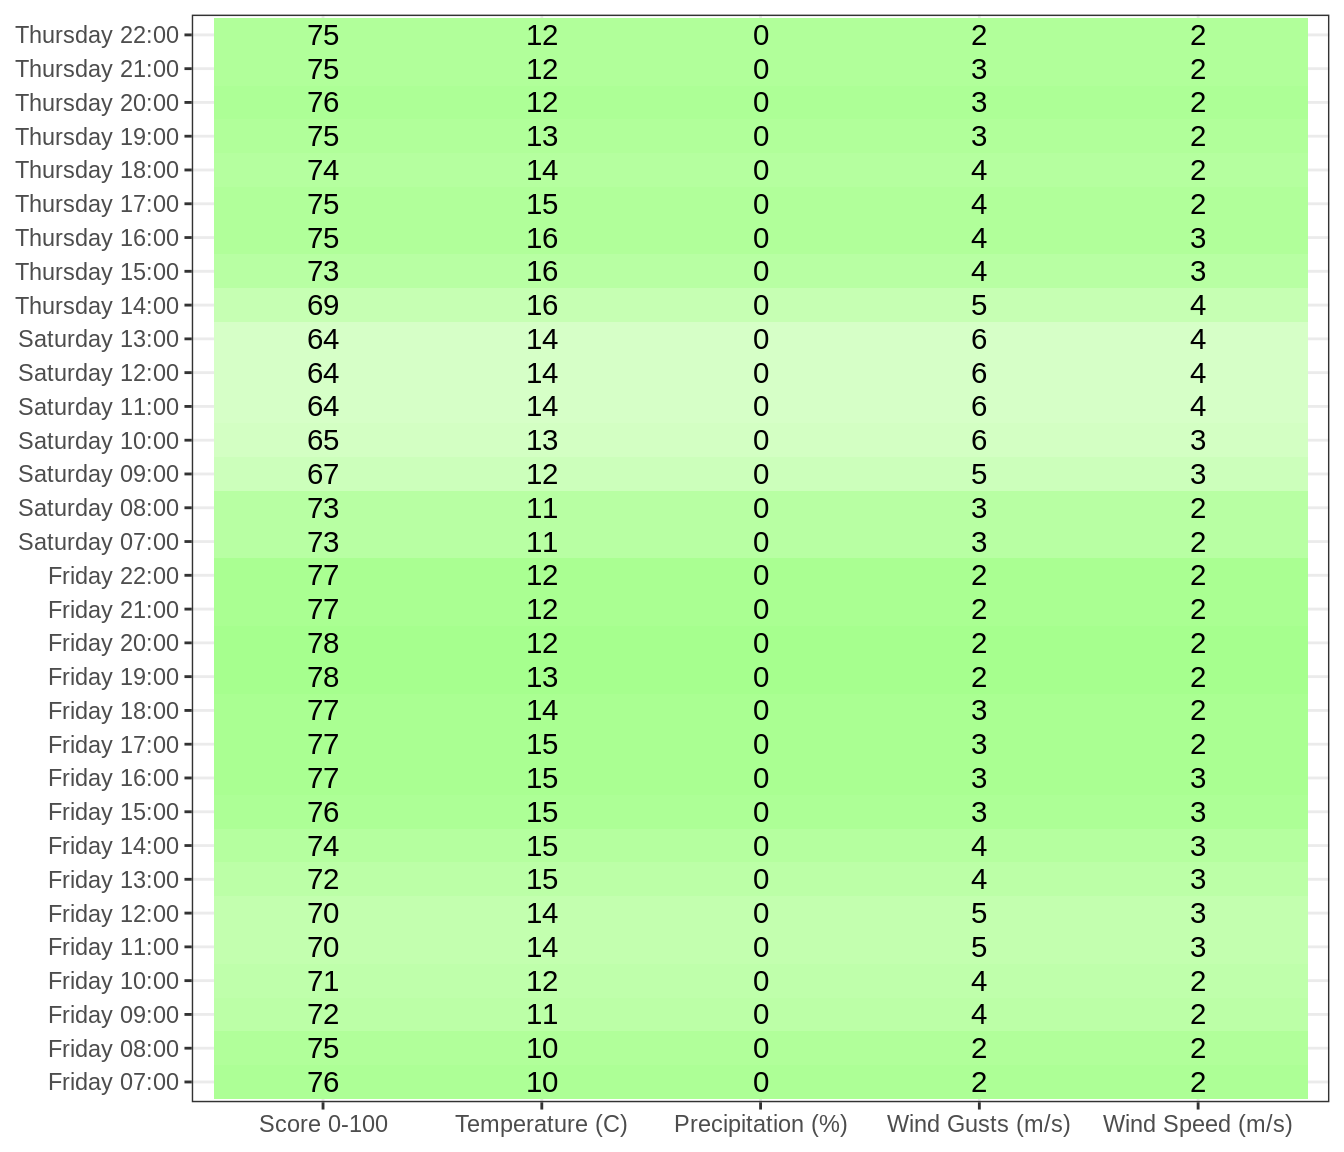 Thursday 22:00 75 12 0 2 2
Thursday 21:00 75 12 0 3 2
Thursday 20:00 76 12 0 3 2
Thursday 19:00 75 13 0 3 2
Thursday 18:00 74 14 0 4 2
Thursday 17:00 75 15 0 4 2
Thursday 16:00 75 16 0 4 3
Thursday 15:00 73 16 0 4 3
Thursday 14:00 69 16 0 5 4
Saturday 13:00 64 14 0 6 4
Saturday 12:00 64 14 0 6 4
Saturday 11:00 64 14 0 6 4
Saturday 10:00 65 13 0 6 3
Saturday 09:00 67 12 0 5 3
Saturday 08:00 73 11 0 3 2
Saturday 07:00 73 11 0 3 2
Friday 22:00 77 12 0 2 2
Friday 21:00 77 12 0 2 2
Friday 20:00 78 12 0 2 2
Friday 19:00 78 13 0 2 2
Friday 18:00 77 14 0 3 2
Friday 17:00 77 15 0 3 2
Friday 16:00 77 15 0 3 3
Friday 15:00 76 15 0 3 3
Friday 14:00 74 15 0 4 3
Friday 13:00 72 15 0 4 3
Friday 12:00 70 14 0 5 3
Friday 11:00 70 14 0 5 3
Friday 10:00 71 12 0 4 2
Friday 09:00 72 11 0 4 2
Friday 08:00 75 10 0 2 2
Friday 07:00 76 10 0 2 2
Score 0-100 Temperature (C) Precipitation (%) Wind Gusts (m/s) Wind Speed (m/s)